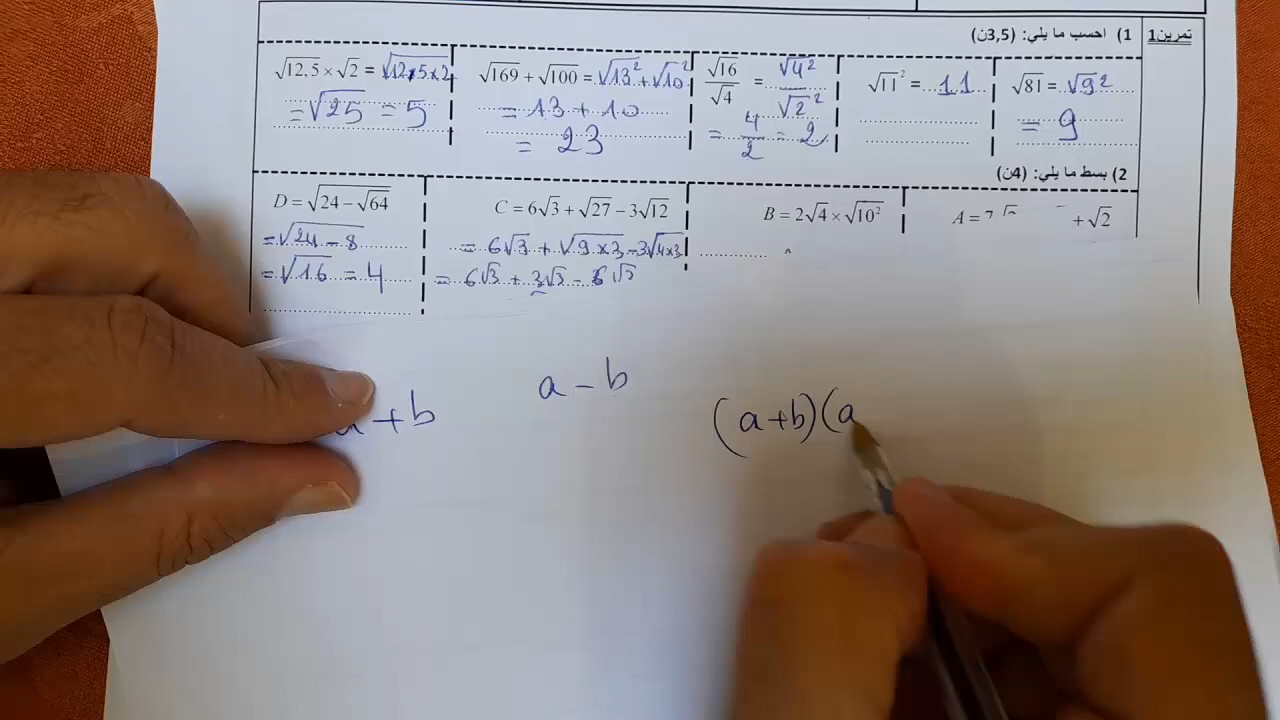 تمرين1 1) احسب ما يلي: (3,5ن)
√81 = √9²
= 9
√11² = 11
√16/√4 = √4²/√2²
= 4/2 = 2
√169 + √100 = √13² + √10²
= 13 + 10
= 23
√12,5 × √2 = √12,5×2
= √25 = 5
2) بسط ما يلي: (4ن)
+ √2
A =
B = 2√4 × √10²
C = 6√3 + √27 − 3√12
= 6√3 + √9×3 − 3√4×3
= 6√3 + 3√3 − 6√3
D = √24 − √64
= √24 − 8
= √16 = 4
a + b
a − b
(a+b)(a